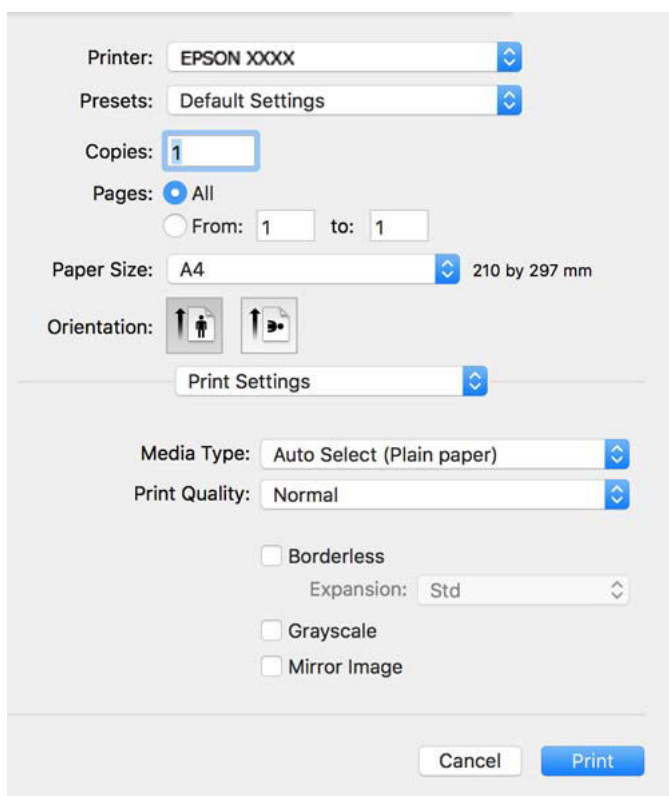 Printer: EPSON XXXX
Presets: Default Settings
Copies: 1
Pages: All
From: 1 to: 1
Paper Size: A4 210 by 297 mm
Orientation:
Print Settings
Media Type: Auto Select (Plain paper)
Print Quality: Normal
Borderless
Expansion: Std
Grayscale
Mirror Image
Cancel Print